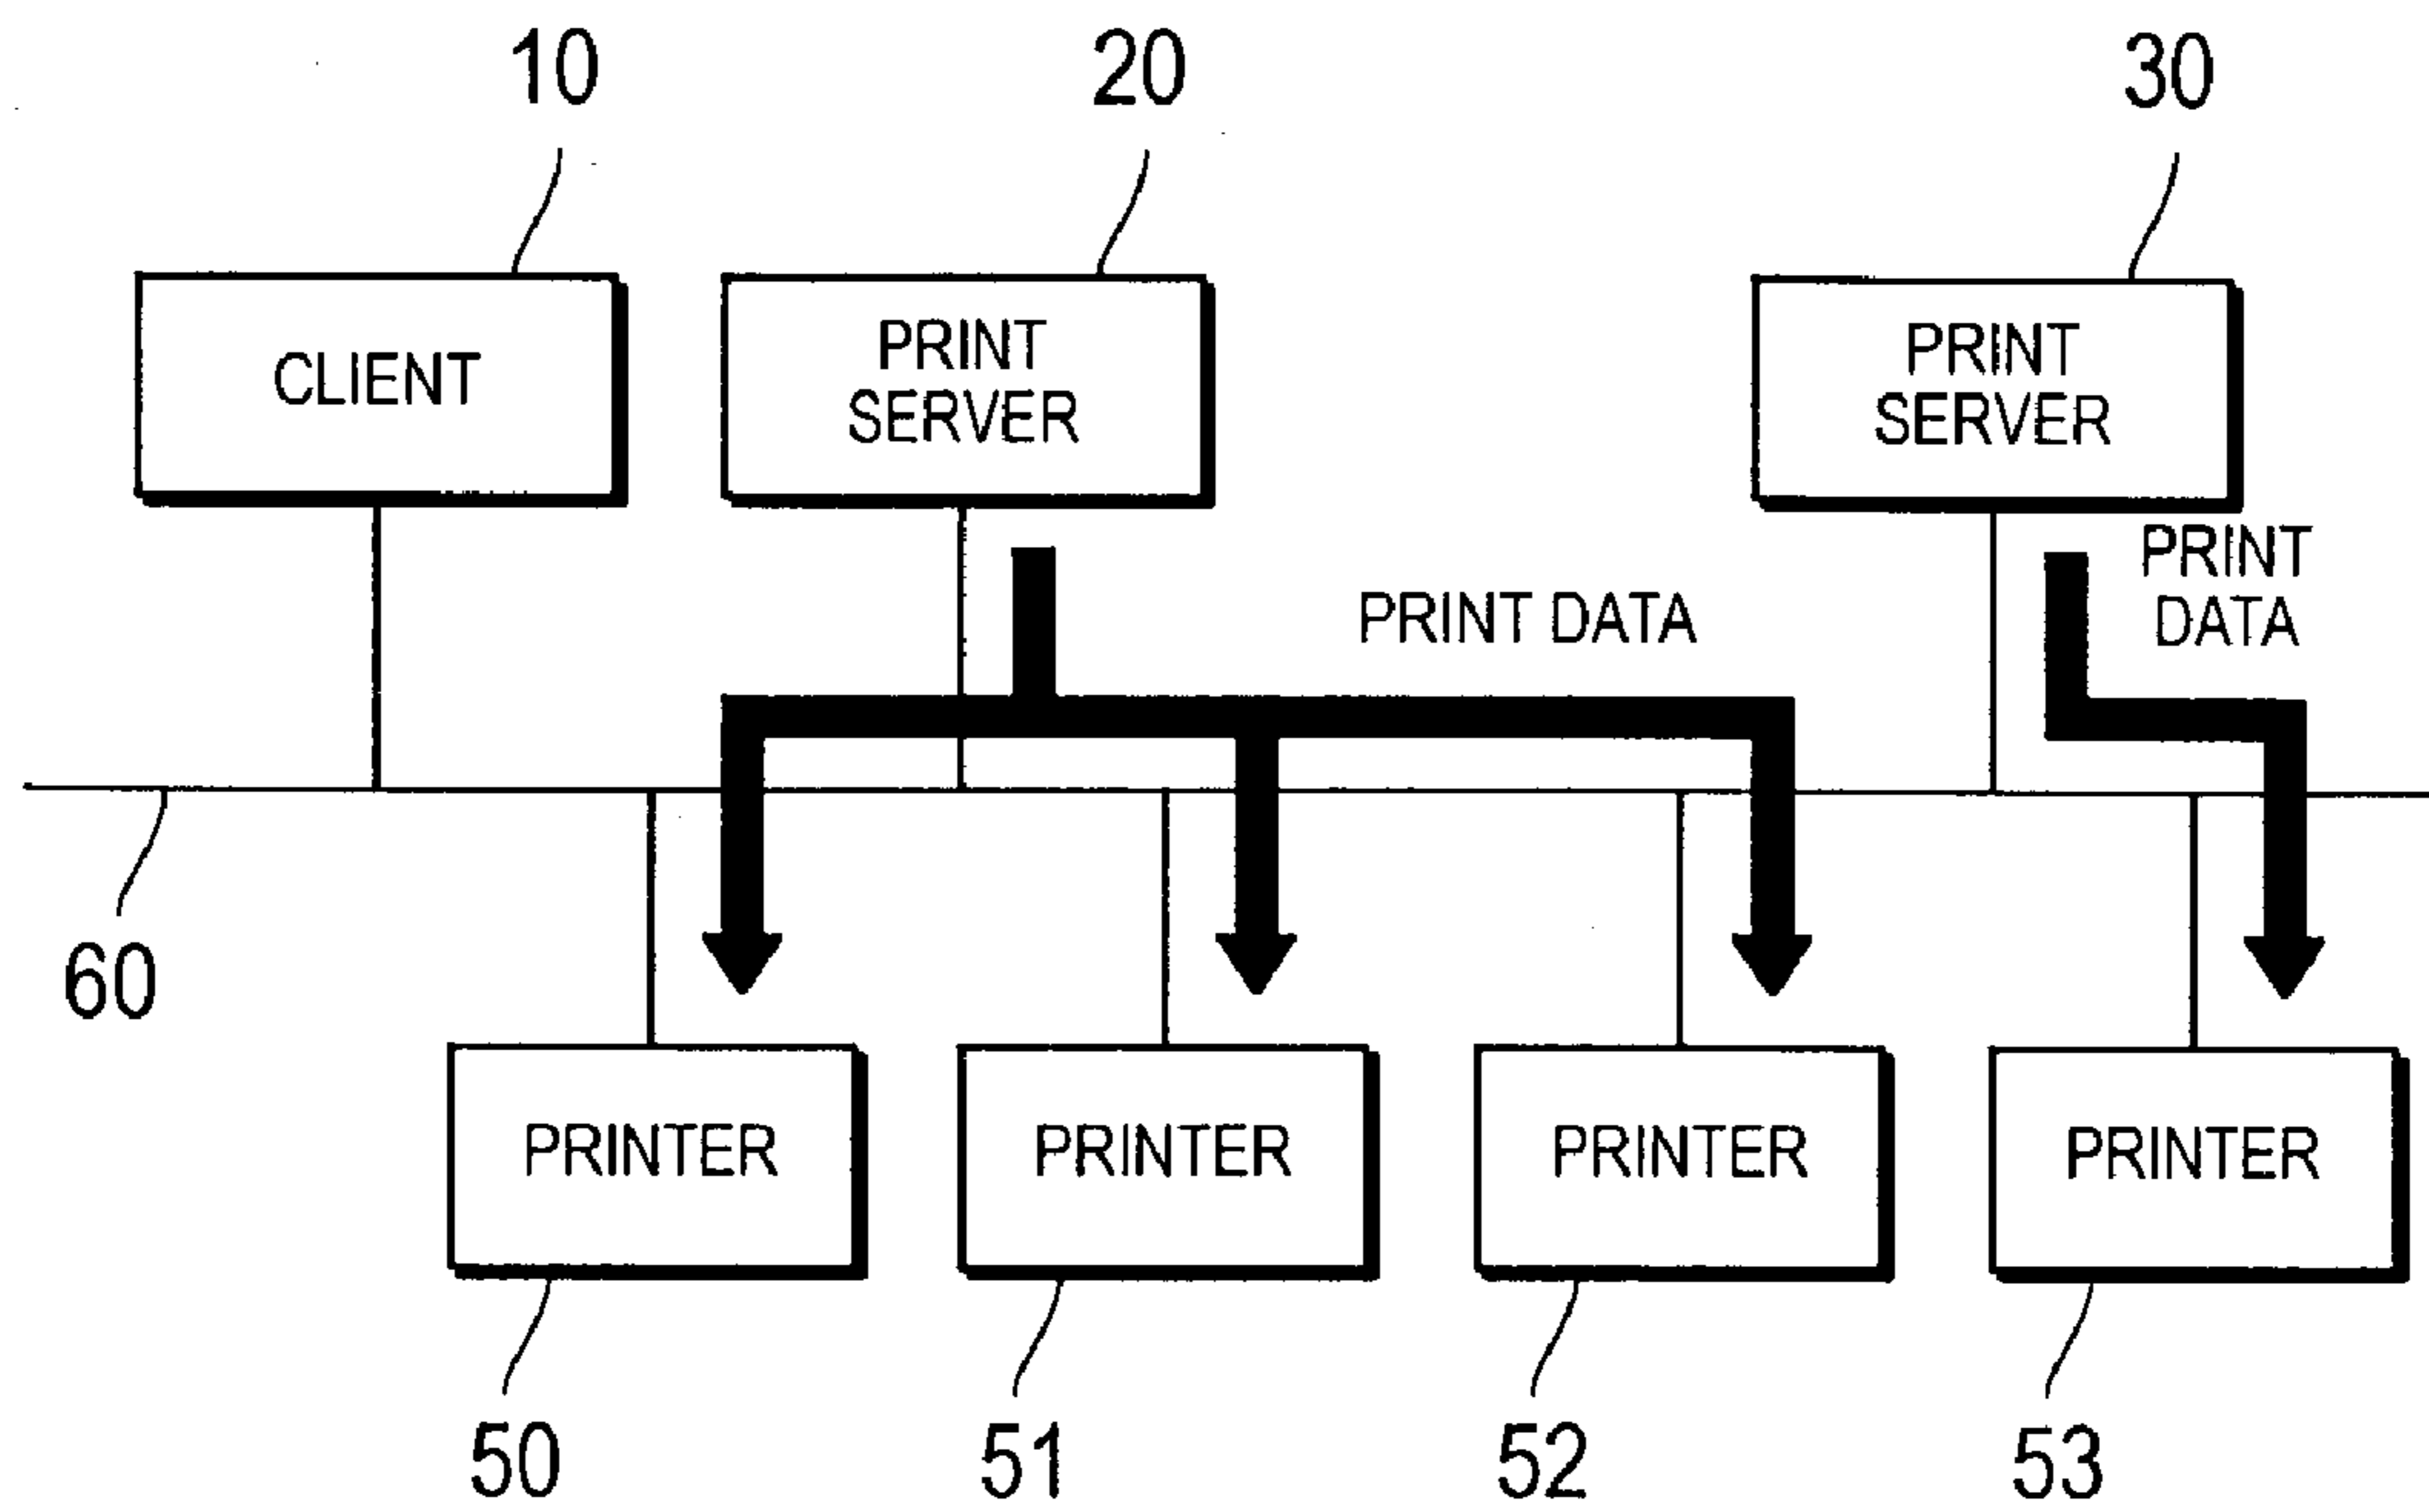 10
20
30
CLIENT
PRINT
SERVER
PRINT
SERVER
PRINT DATA
PRINT
DATA
60
PRINTER
PRINTER
PRINTER
PRINTER
50
51
52
53